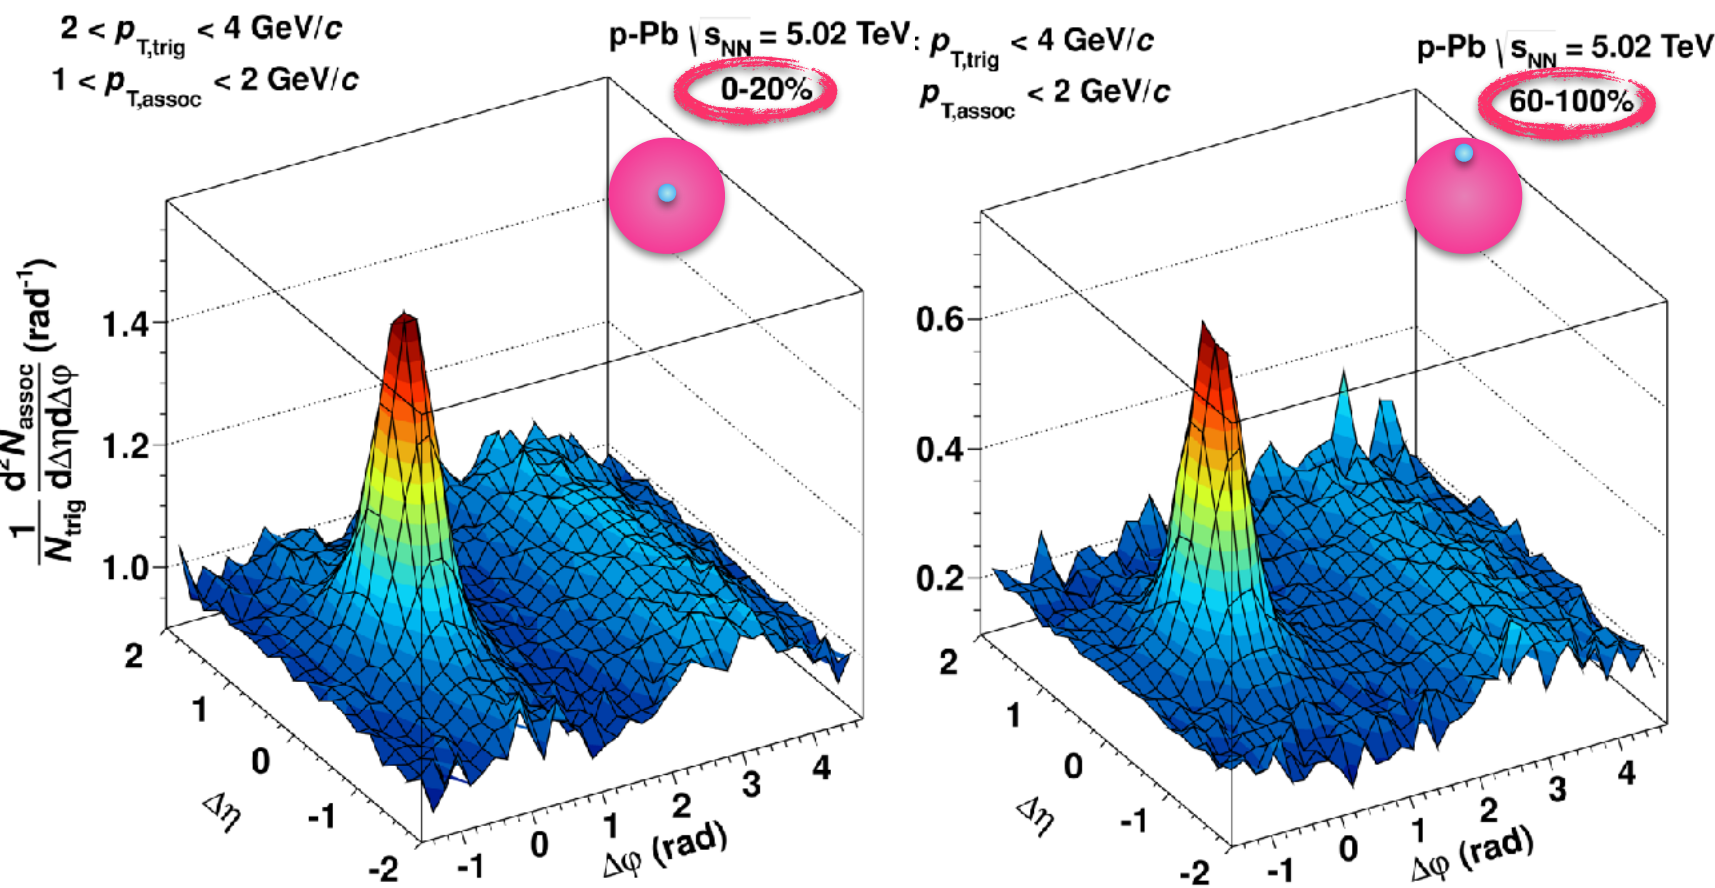 2 < pT,trig < 4 GeV/c
1 < pT,assoc < 2 GeV/c
p-Pb √sNN = 5.02 TeV
0-20%
1/Ntrig d²Nassoc/dΔηdΔφ (rad⁻¹)
1.4
1.2
1.0
2
1
0
-1
-2
Δη
-1
0
1
2
3
4
Δφ (rad)
: pT,trig < 4 GeV/c
pT,assoc < 2 GeV/c
p-Pb √sNN = 5.02 TeV
60-100%
0.6
0.4
0.2
2
1
0
-1
-2
Δη
-1
0
1
2
3
4
Δφ (rad)